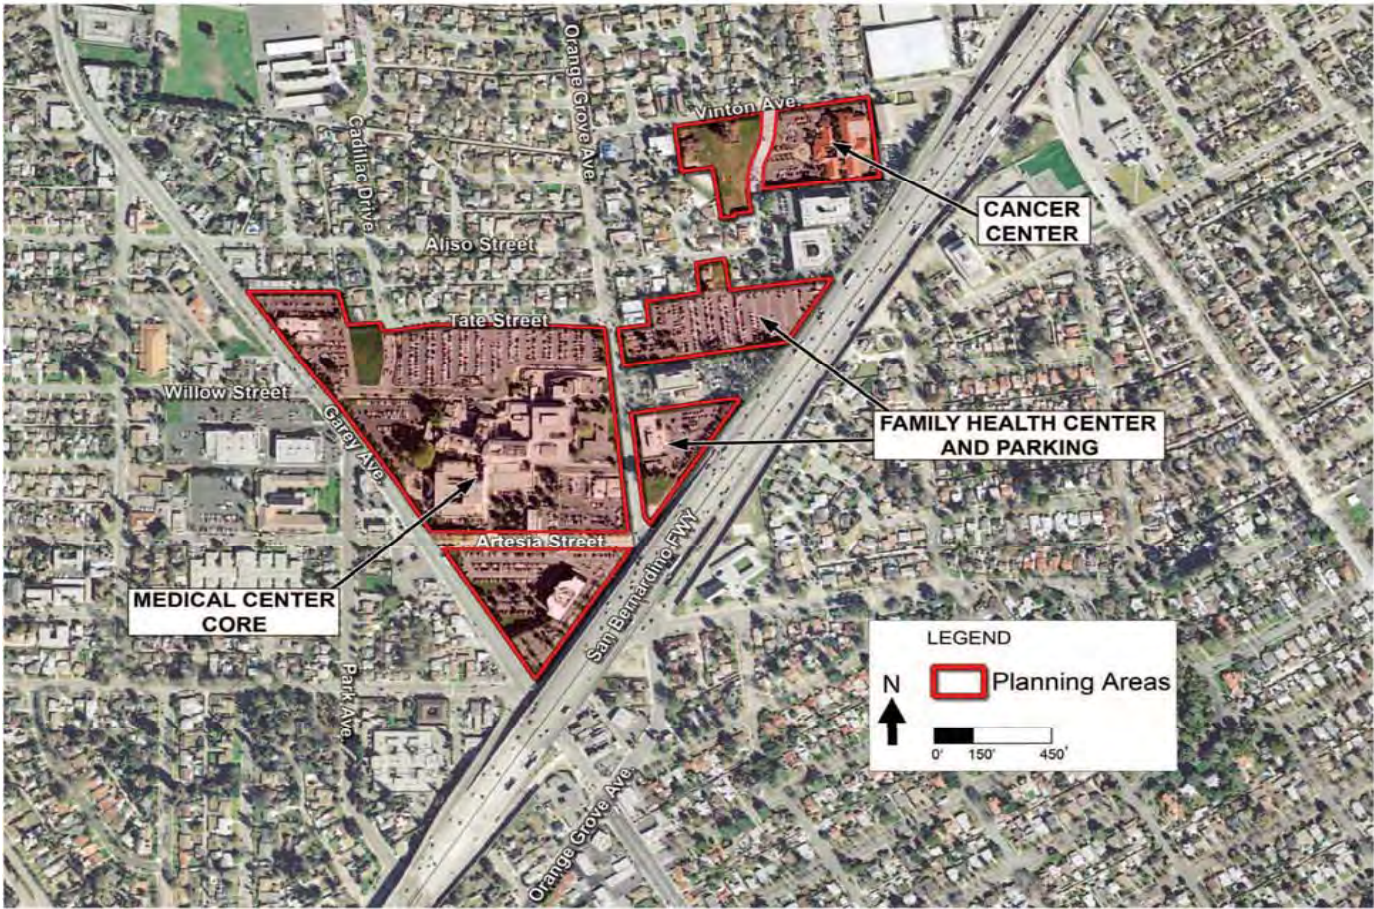 Orange Grove Ave.
Vinton Ave.
Cadillac Drive
CANCER
CENTER
Aliso Street
Tate Street
Willow Street
Garey Ave.
FAMILY HEALTH CENTER
AND PARKING
Artesia Street
San Bernardino FWY
MEDICAL CENTER
CORE
LEGEND
Planning Areas
N
0' 150' 450'
Park Ave
Orange Grove Ave.